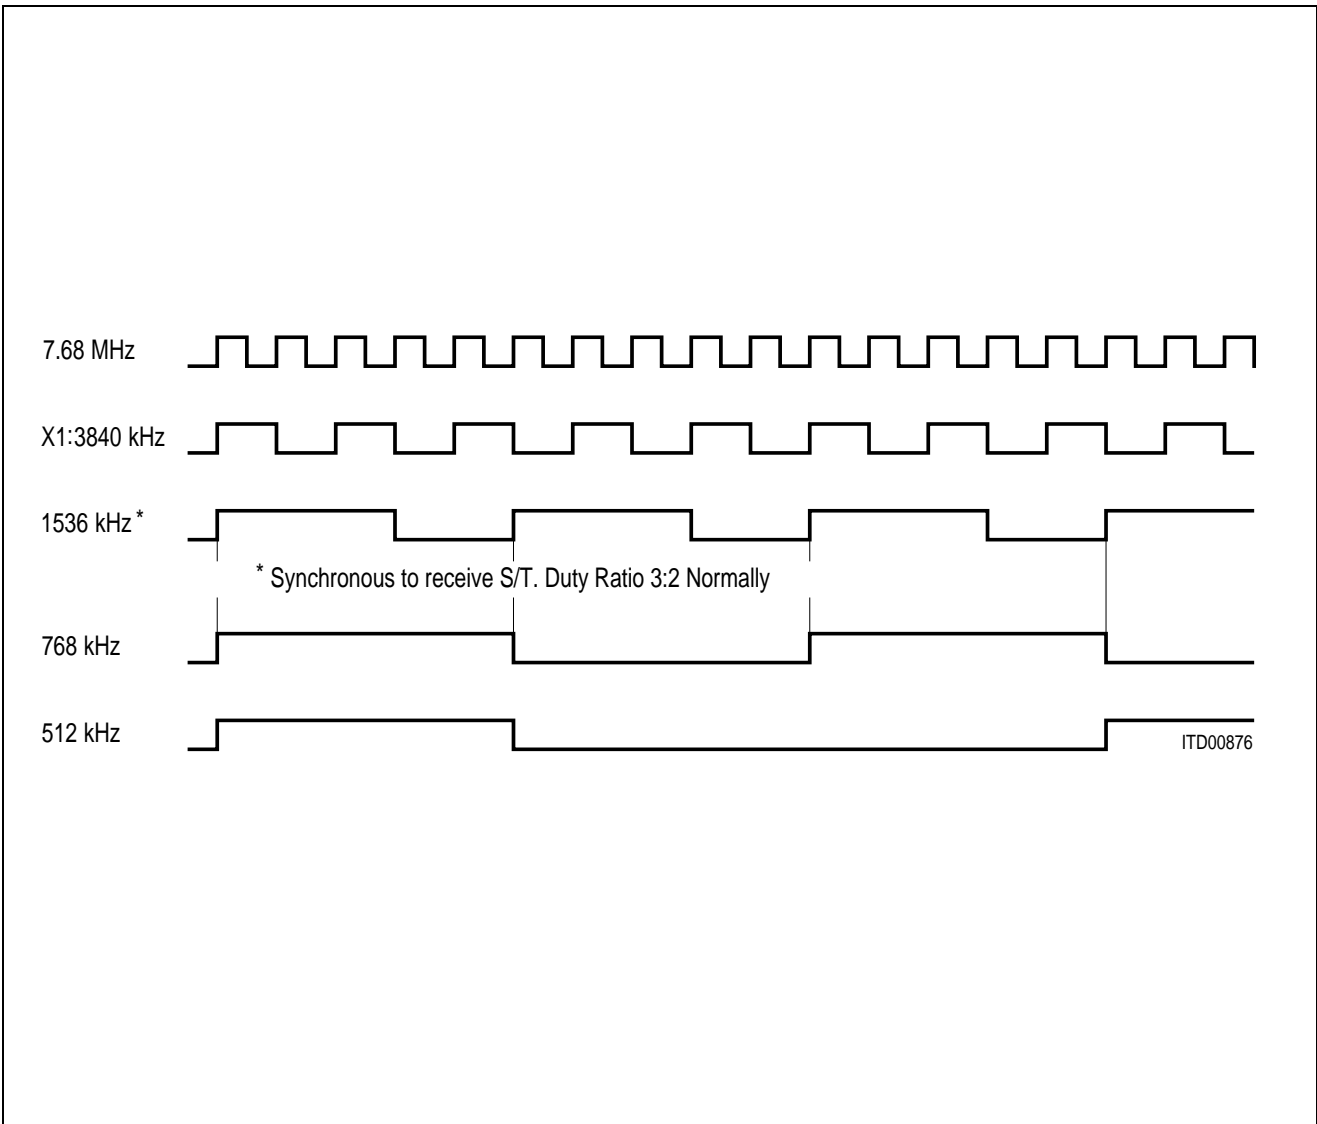 7.68 MHz
X1:3840 kHz
1536 kHz*
* Synchronous to receive S/T. Duty Ratio 3:2 Normally
768 kHz
512 kHz
ITD00876